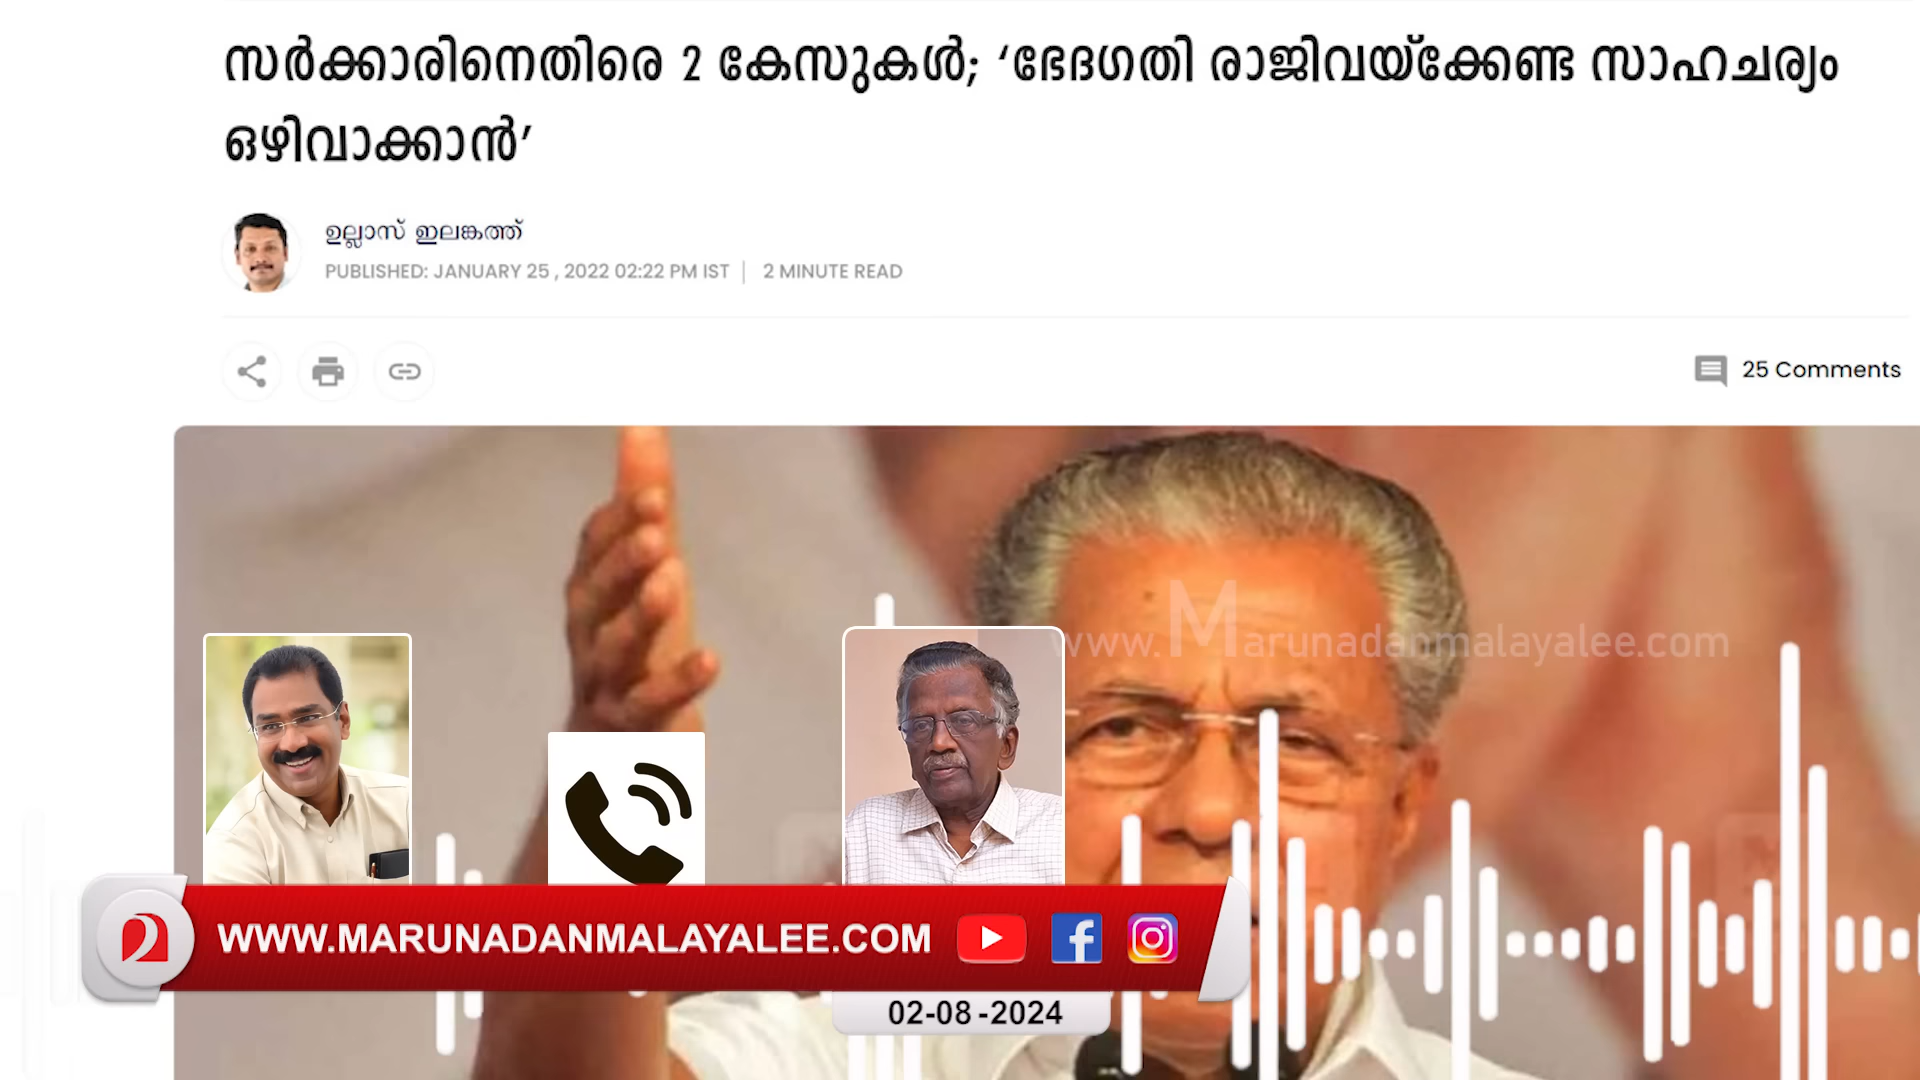 സർക്കാരിനെതിരെ 2 കേസുകൾ; ‘ഭേദഗതി രാജിവയ്ക്കേണ്ട സാഹചര്യം
ഒഴിവാക്കാൻ’
ഉല്ലാസ് ഇലങ്കത്ത്
PUBLISHED: JANUARY 25 , 2022 02:22 PM IST | 2 MINUTE READ
25 Comments
www.Marunadanmalayalee.com
WWW.MARUNADANMALAYALEE.COM
02-08-2024